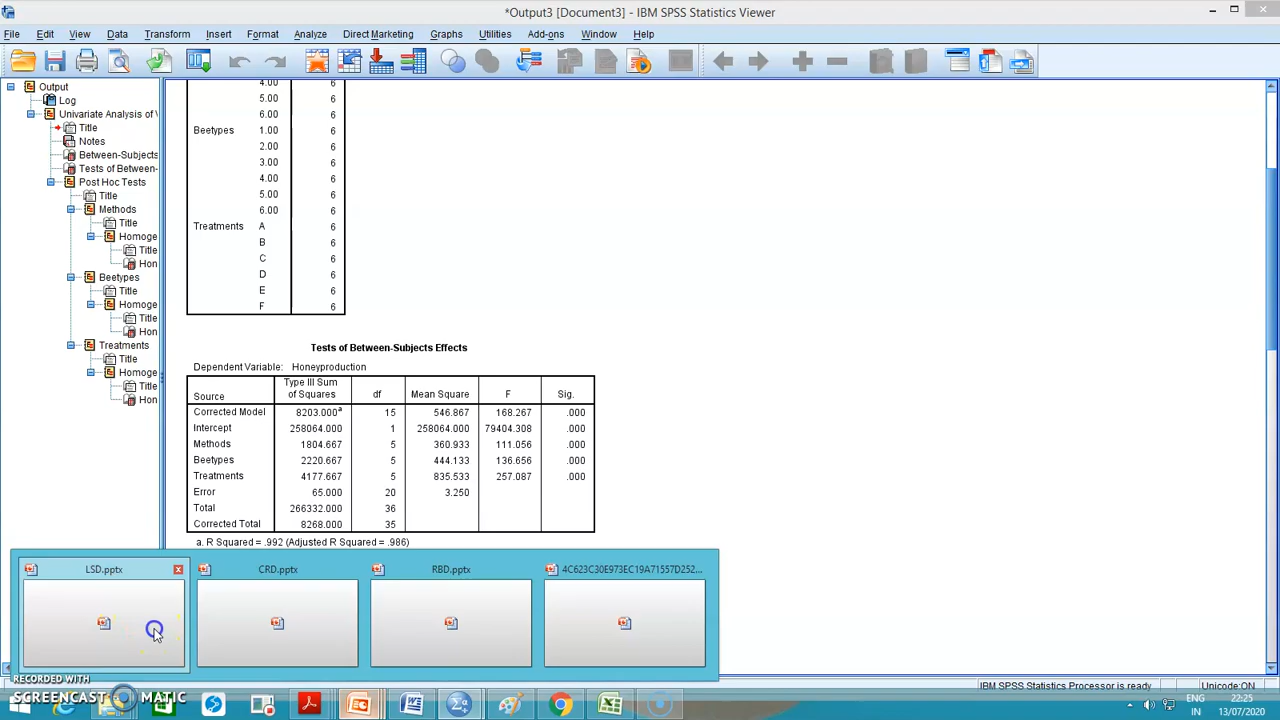 *Output3 [Document3] - IBM SPSS Statistics Viewer
File Edit View Data Transform Insert Format Analyze Direct Marketing Graphs Utilities Add-ons Window Help
Output
Log
Univariate Analysis of V
Title
Notes
Between-Subjects
Tests of Between-
Post Hoc Tests
Title
Methods
Title
Homoge
Title
Hon
Beetypes
Title
Homoge
Title
Hon
Treatments
Title
Homoge
Title
Hon
4.00 6
5.00 6
6.00 6
Beetypes 1.00 6
2.00 6
3.00 6
4.00 6
5.00 6
6.00 6
Treatments A 6
B 6
C 6
D 6
E 6
F 6
Tests of Between-Subjects Effects
Dependent Variable: Honeyproduction
Source Type III Sum of Squares df Mean Square F Sig.
Corrected Model 8203.000a 15 546.867 168.267 .000
Intercept 258064.000 1 258064.000 79404.308 .000
Methods 1804.667 5 360.933 111.056 .000
Beetypes 2220.667 5 444.133 136.656 .000
Treatments 4177.667 5 835.533 257.087 .000
Error 65.000 20 3.250
Total 266332.000 36
Corrected Total 8268.000 35
a. R Squared = .992 (Adjusted R Squared = .986)
LSD.pptx CRD.pptx RBD.pptx 4C623C30E973EC19A71557D252...
RECORDED WITH
SCREENCAST MATIC
IBM SPSS Statistics Processor is ready Unicode:ON
ENG 22:25
IN 13/07/2020